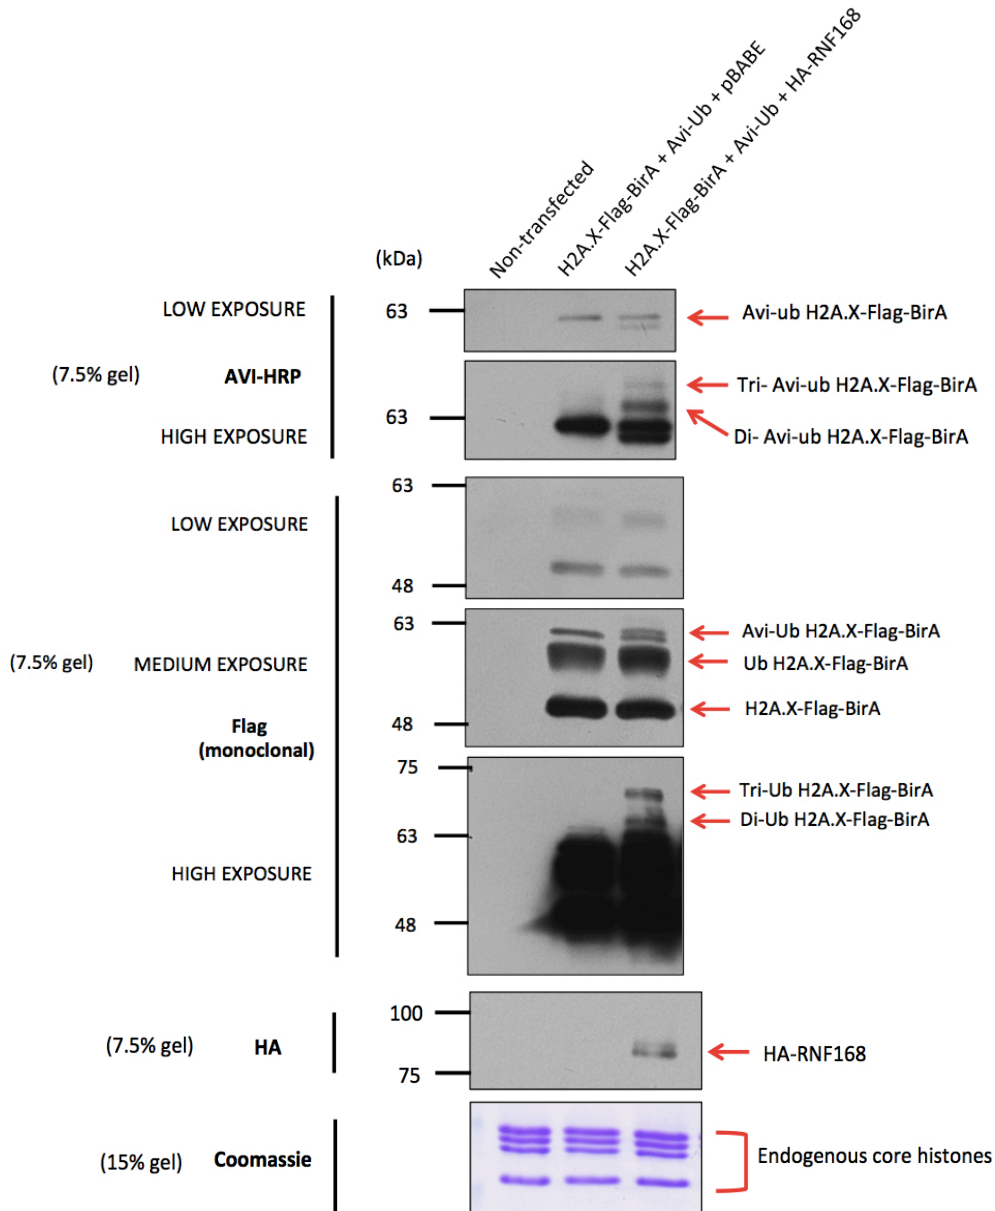 Non-transfected
H2A.X-Flag-BirA + Avi-Ub + pBABE
H2A.X-Flag-BirA + Avi-Ub + HA-RNF168
(kDa)
LOW EXPOSURE
63
Avi-ub H2A.X-Flag-BirA
(7.5% gel)
AVI-HRP
Tri- Avi-ub H2A.X-Flag-BirA
63
HIGH EXPOSURE
Di- Avi-ub H2A.X-Flag-BirA
63
LOW EXPOSURE
48
63
Avi-Ub H2A.X-Flag-BirA
(7.5% gel)
MEDIUM EXPOSURE
Ub H2A.X-Flag-BirA
H2A.X-Flag-BirA
48
Flag
(monoclonal)
75
Tri-Ub H2A.X-Flag-BirA
Di-Ub H2A.X-Flag-BirA
63
HIGH EXPOSURE
48
100
(7.5% gel)
HA
HA-RNF168
75
(15% gel)
Coomassie
Endogenous core histones